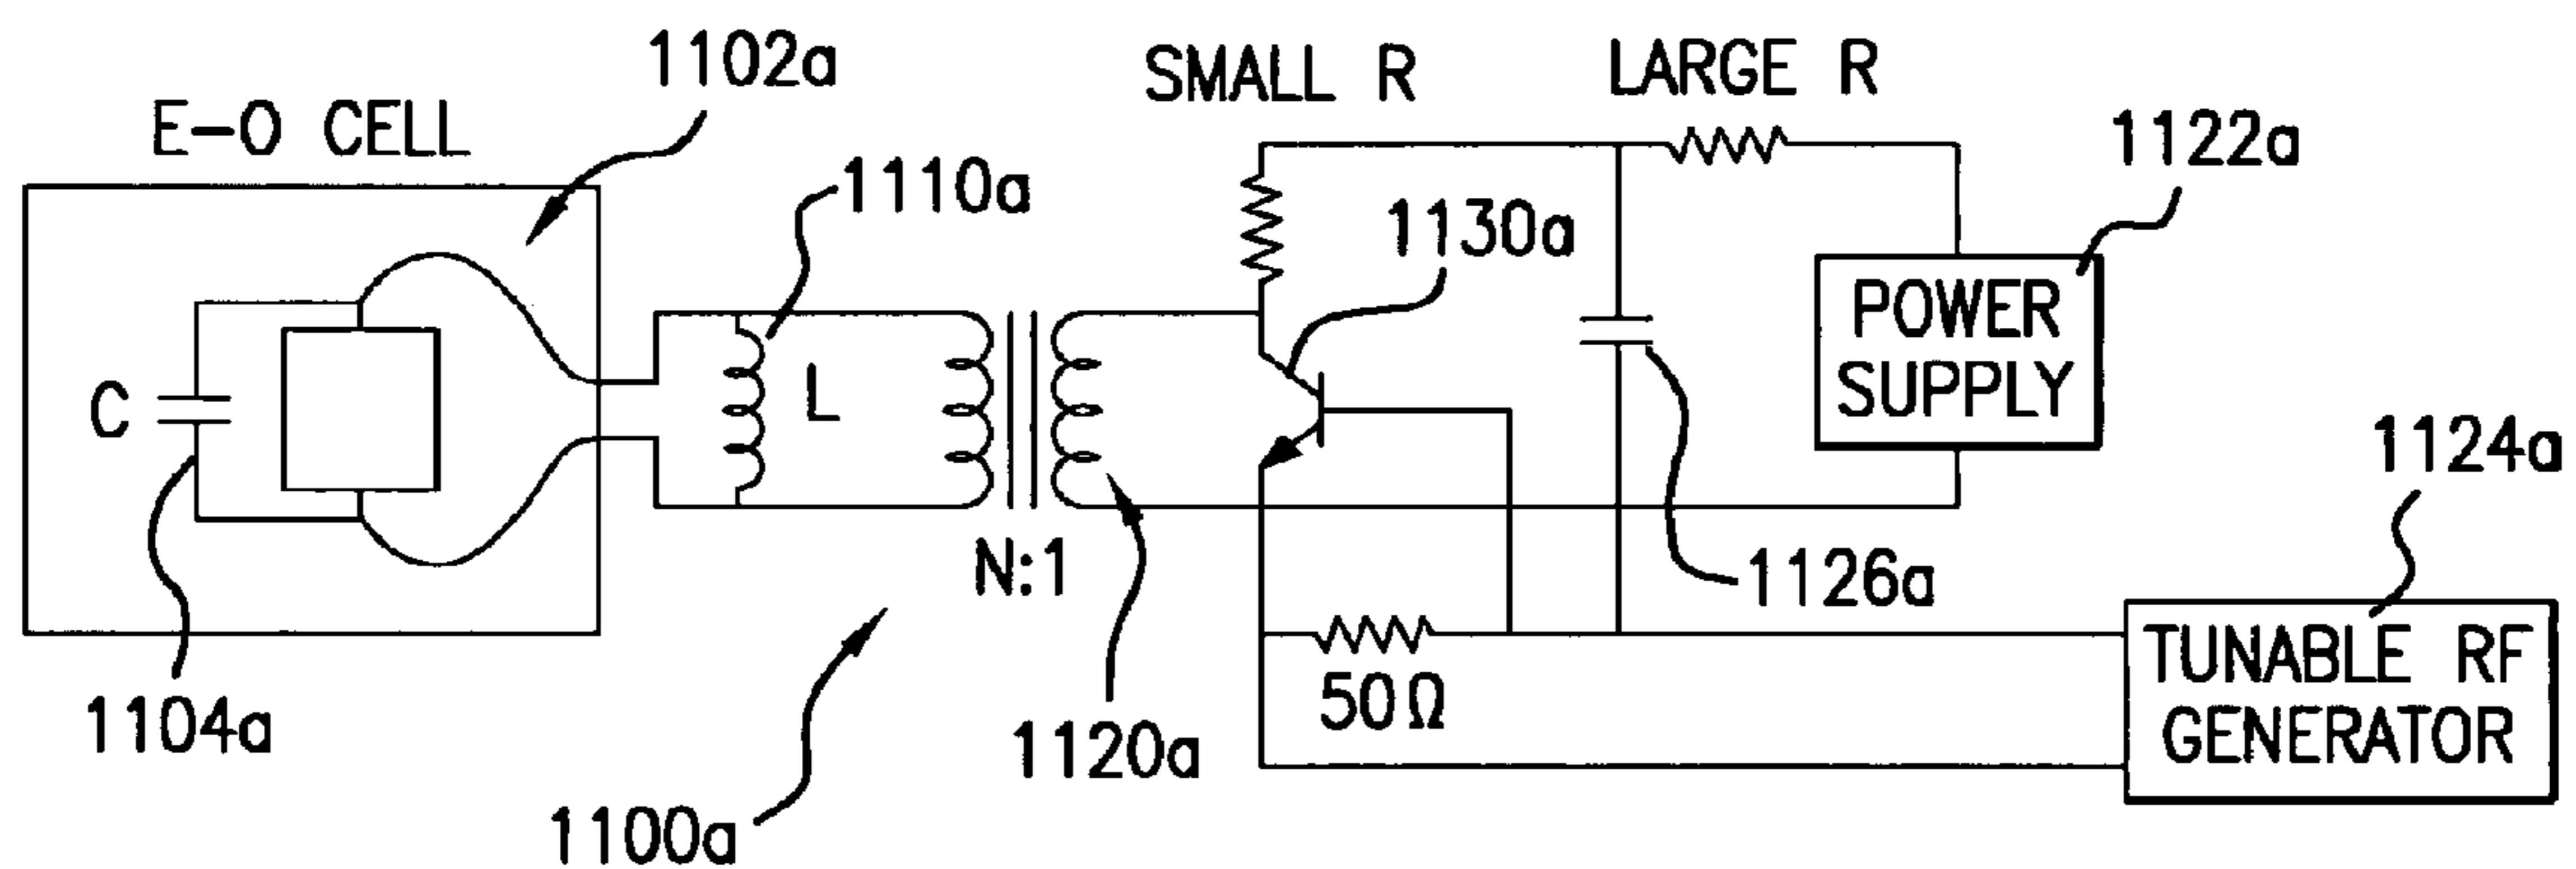 1102a
SMALL R
LARGE R
E-O CELL
1122a
1110a
1130a
POWER
SUPPLY
C
L
1124a
N:1
1126a
TUNABLE RF
GENERATOR
50Ω
1104a
1120a
1100a